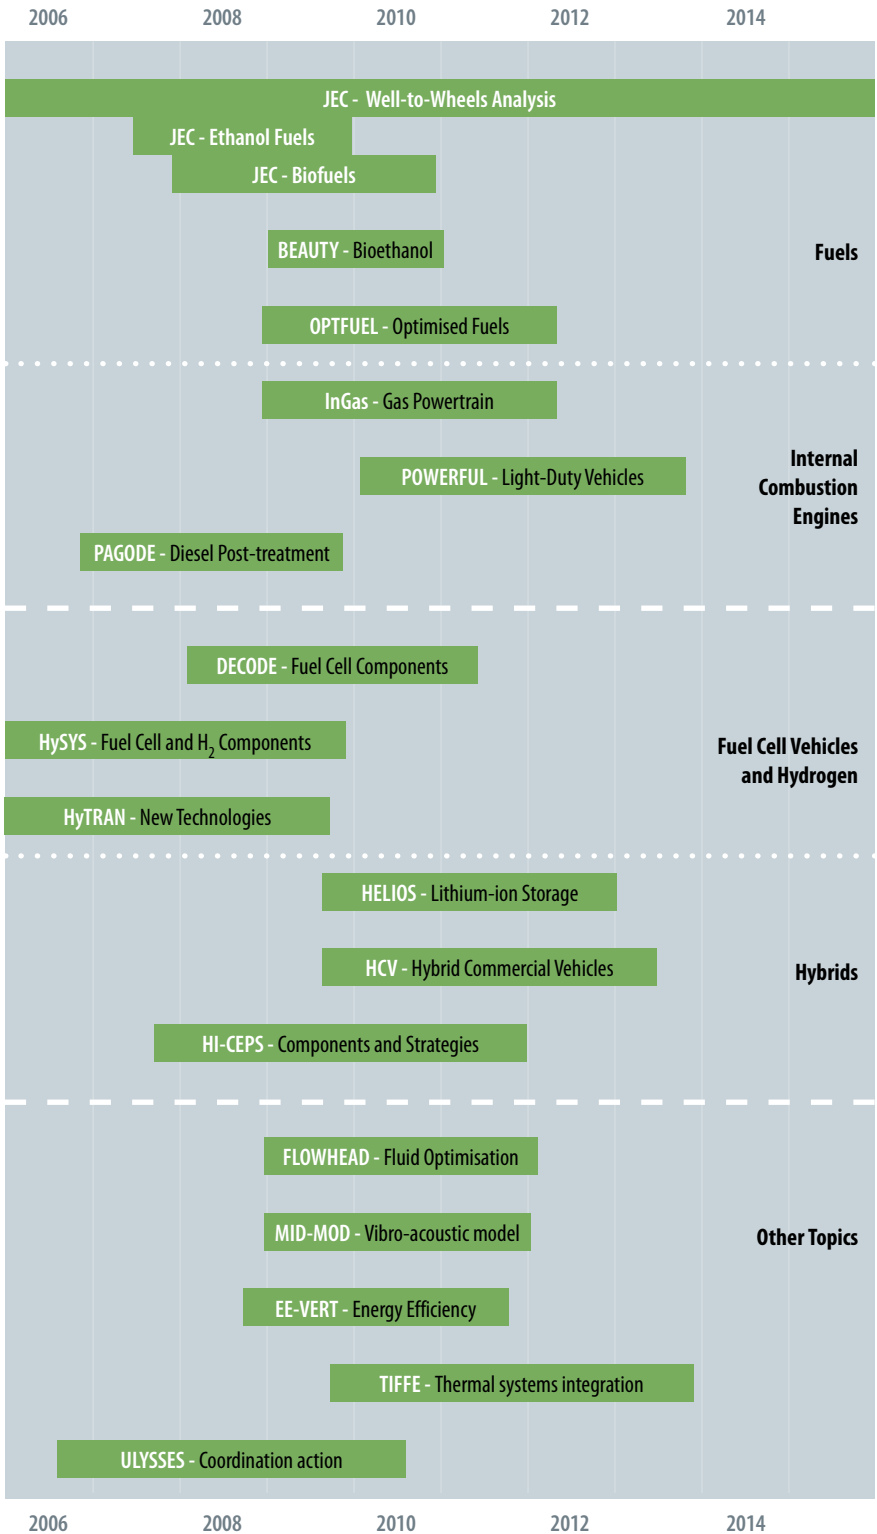 2006 2008 2010 2012 2014
JEC - Well-to-Wheels Analysis
JEC - Ethanol Fuels
JEC - Biofuels
BEAUTY - Bioethanol
Fuels
OPTFUEL - Optimised Fuels
InGas - Gas Powertrain
POWERFUL - Light-Duty Vehicles
Internal
Combustion
Engines
PAGODE - Diesel Post-treatment
DECODE - Fuel Cell Components
HySYS - Fuel Cell and H₂ Components
Fuel Cell Vehicles
and Hydrogen
HyTRAN - New Technologies
HELIOS - Lithium-ion Storage
HCV - Hybrid Commercial Vehicles
Hybrids
HI-CEPS - Components and Strategies
FLOWHEAD - Fluid Optimisation
MID-MOD - Vibro-acoustic model
Other Topics
EE-VERT - Energy Efficiency
TIFFE - Thermal systems integration
ULYSSES - Coordination action
2006 2008 2010 2012 2014